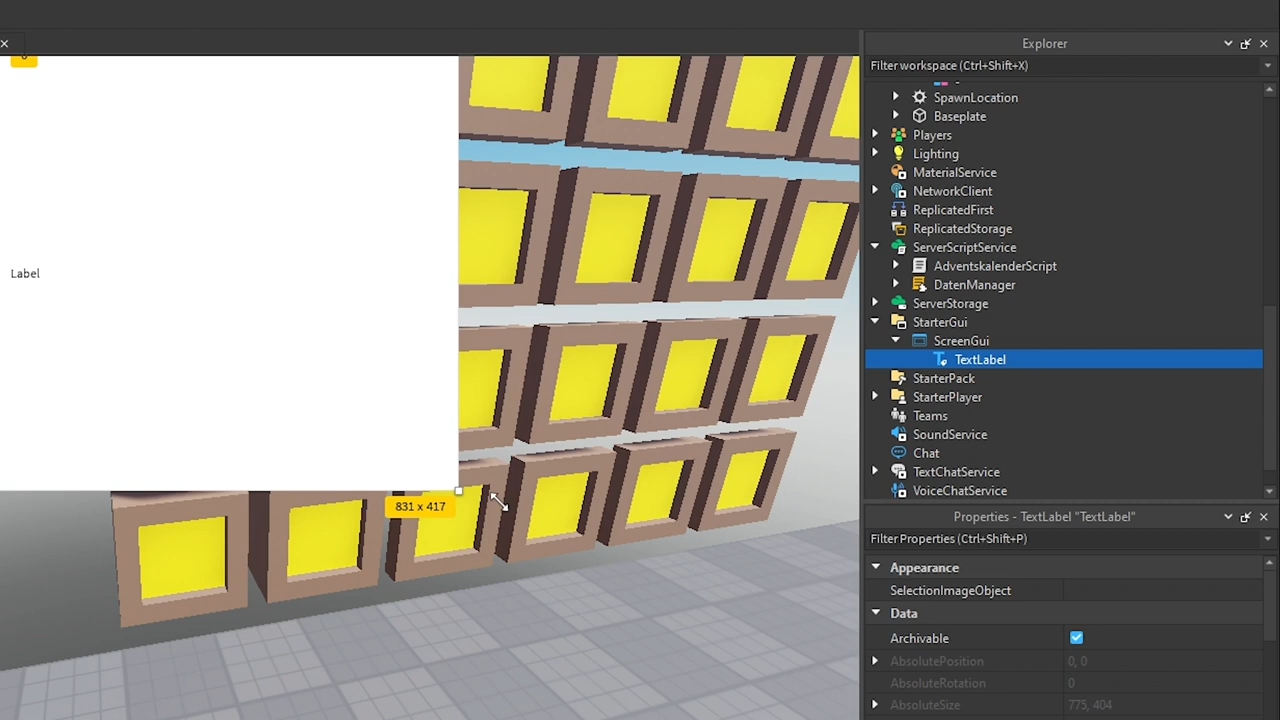 Explorer
Filter workspace (Ctrl+Shift+X)
SpawnLocation
Baseplate
Players
Lighting
MaterialService
NetworkClient
ReplicatedFirst
ReplicatedStorage
ServerScriptService
AdventskalenderScript
DatenManager
ServerStorage
StarterGui
ScreenGui
TextLabel
StarterPack
StarterPlayer
Teams
SoundService
Chat
TextChatService
VoiceChatService
Label
831 x 417
Properties - TextLabel "TextLabel"
Filter Properties (Ctrl+Shift+P)
Appearance
SelectionImageObject
Data
Archivable
AbsolutePosition 0, 0
AbsoluteRotation 0
AbsoluteSize 775, 404